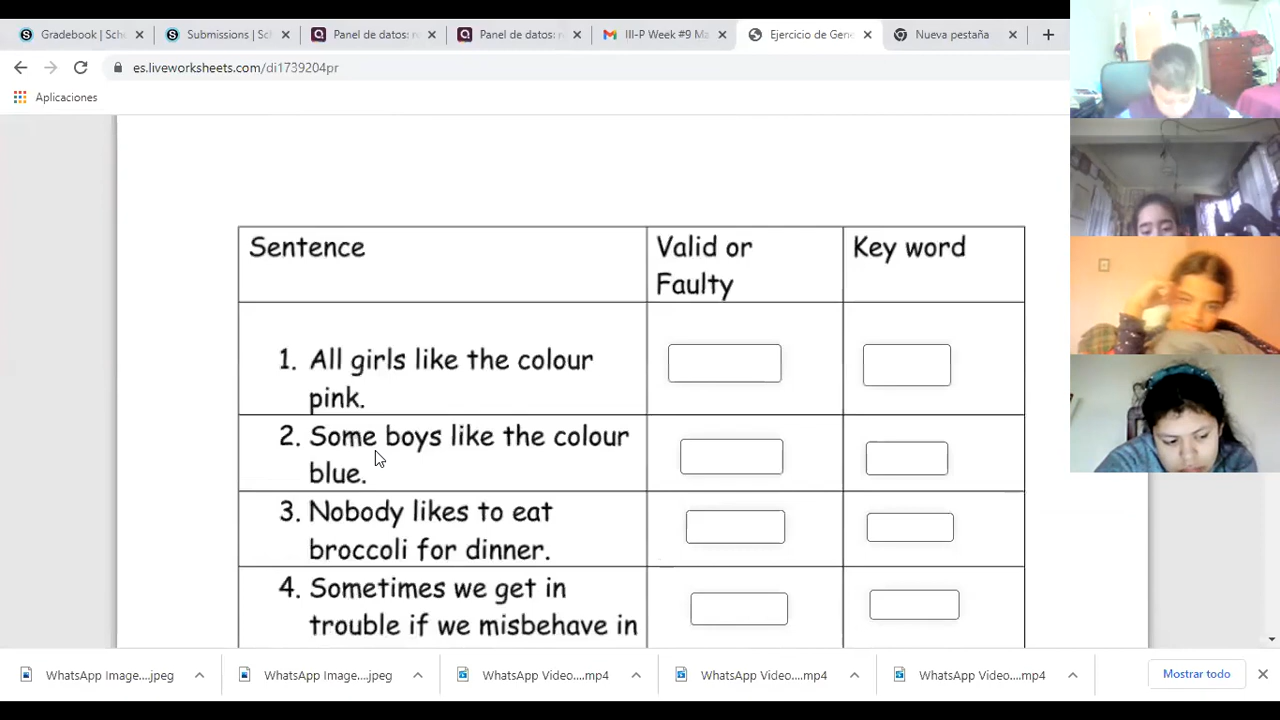 Gradebook | Sch
Submissions | Sch
Panel de datos: n
Panel de datos: n
III-P Week #9 Ma
Ejercicio de Gene
Nueva pestaña
es.liveworksheets.com/di1739204pr
Aplicaciones
Sentence
Valid or
Faulty
Key word
1. All girls like the colour
pink.
2. Some boys like the colour
blue.
3. Nobody likes to eat
broccoli for dinner.
4. Sometimes we get in
trouble if we misbehave in
WhatsApp Image....jpeg
WhatsApp Image....jpeg
WhatsApp Video....mp4
WhatsApp Video....mp4
WhatsApp Video....mp4
Mostrar todo